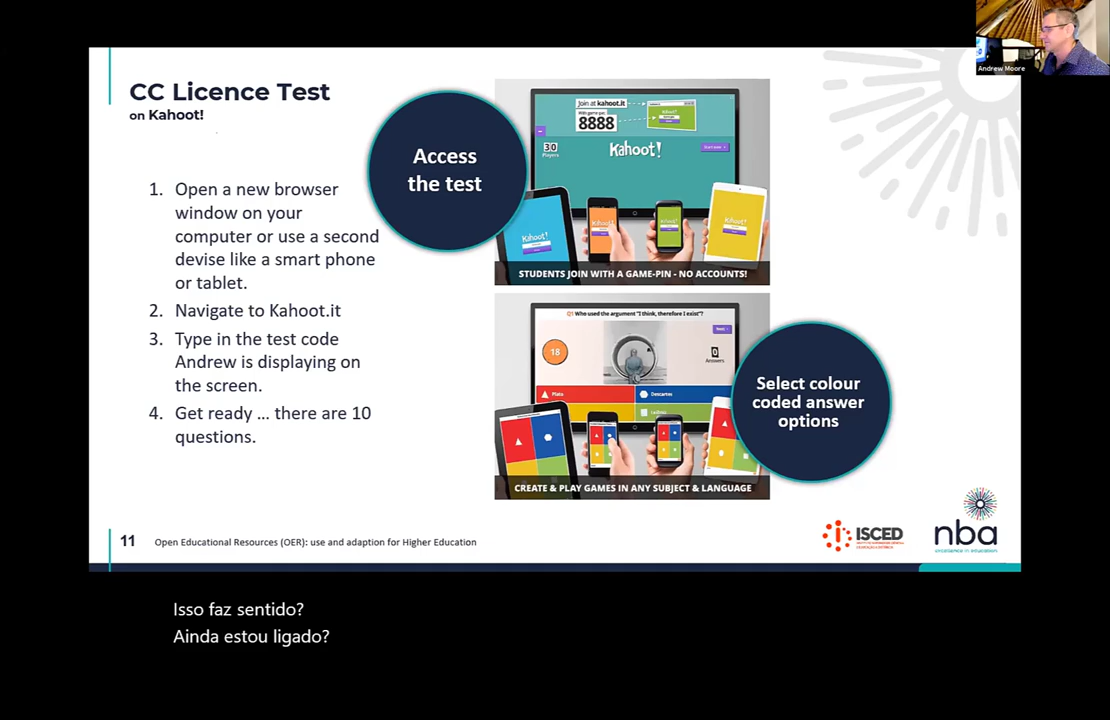 Andrew Moore
CC Licence Test
on Kahoot!
Access
the test
1. Open a new browser
window on your
computer or use a second
devise like a smart phone
or tablet.
2. Navigate to Kahoot.it
3. Type in the test code
Andrew is displaying on
the screen.
4. Get ready ... there are 10
questions.
Join at kahoot.it
8888
30
Players
Kahoot!
Kahoot!
STUDENTS JOIN WITH A GAME-PIN - NO ACCOUNTS!
Q1 Who used the argument "I think, therefore I exist"?
18
0
Answers
Plato
Descartes
CREATE & PLAY GAMES IN ANY SUBJECT & LANGUAGE
Select colour
coded answer
options
11 Open Educational Resources (OER): use and adaption for Higher Education
ISCED
nba
excellence in education
Isso faz sentido?
Ainda estou ligado?